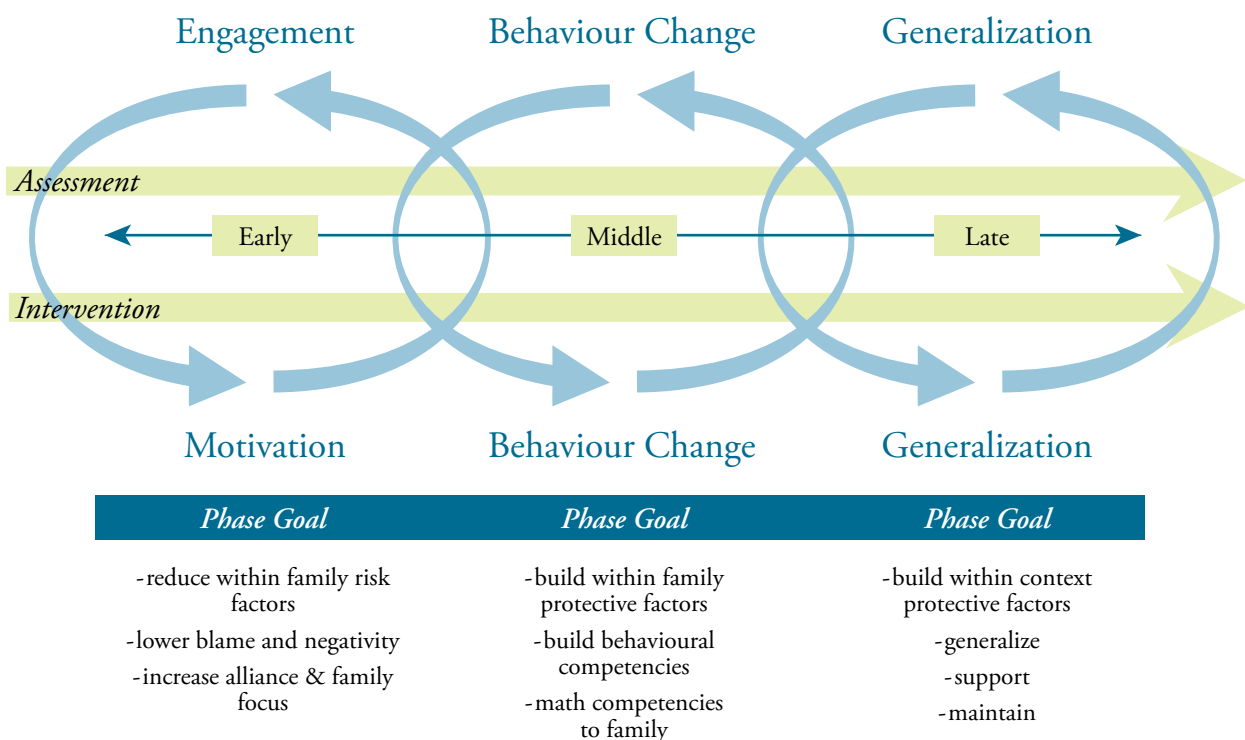 Engagement Behaviour Change Generalization
Assessment
Early Middle Late
Intervention
Motivation Behaviour Change Generalization
Phase Goal Phase Goal Phase Goal
-reduce within family risk
factors
-lower blame and negativity
-increase alliance & family
focus
-build within family
protective factors
-build behavioural
competencies
-math competencies
to family
-build within context
protective factors
-generalize
-support
-maintain